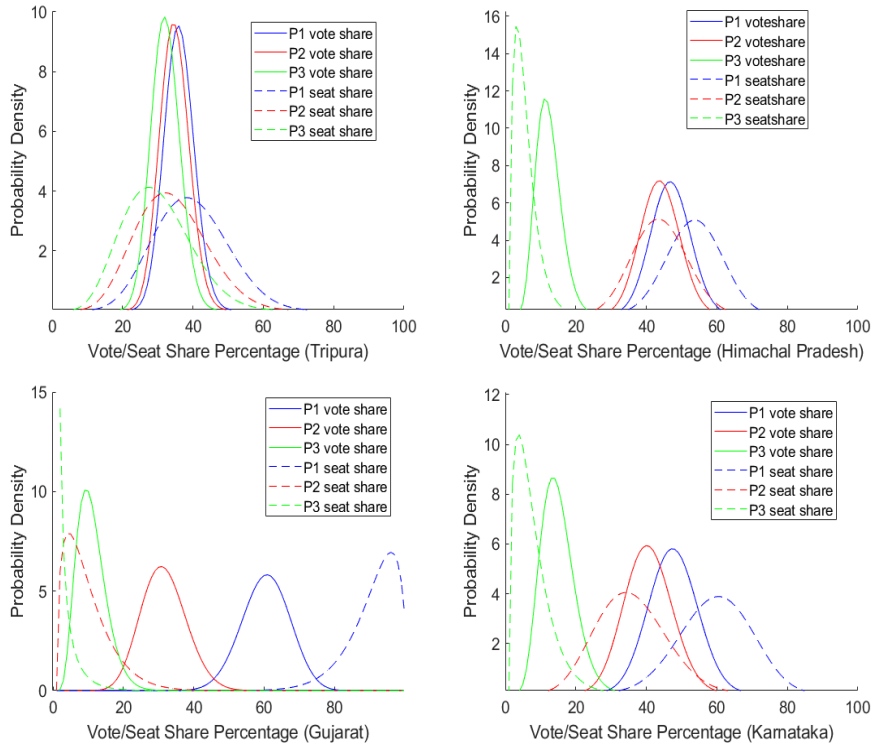 10
8
6
4
2
0
20
40
60
80
100
Probability Density
Vote/Seat Share Percentage (Tripura)
P1 vote share
P2 vote share
P3 vote share
P1 seat share
P2 seat share
P3 seat share
16
14
12
10
8
6
4
2
0
20
40
60
80
100
Probability Density
Vote/Seat Share Percentage (Himachal Pradesh)
P1 voteshare
P2 voteshare
P3 voteshare
P1 seatshare
P2 seatshare
P3 seatshare
15
10
5
0
0
20
40
60
80
Probability Density
Vote/Seat Share Percentage (Gujarat)
P1 vote share
P2 vote share
P3 vote share
P1 seat share
P2 seat share
P3 seat share
12
10
8
6
4
2
0
20
40
60
80
100
Probability Density
Vote/Seat Share Percentage (Karnataka)
P1 vote share
P2 vote share
P3 vote share
P1 seat share
P2 seat share
P3 seat share